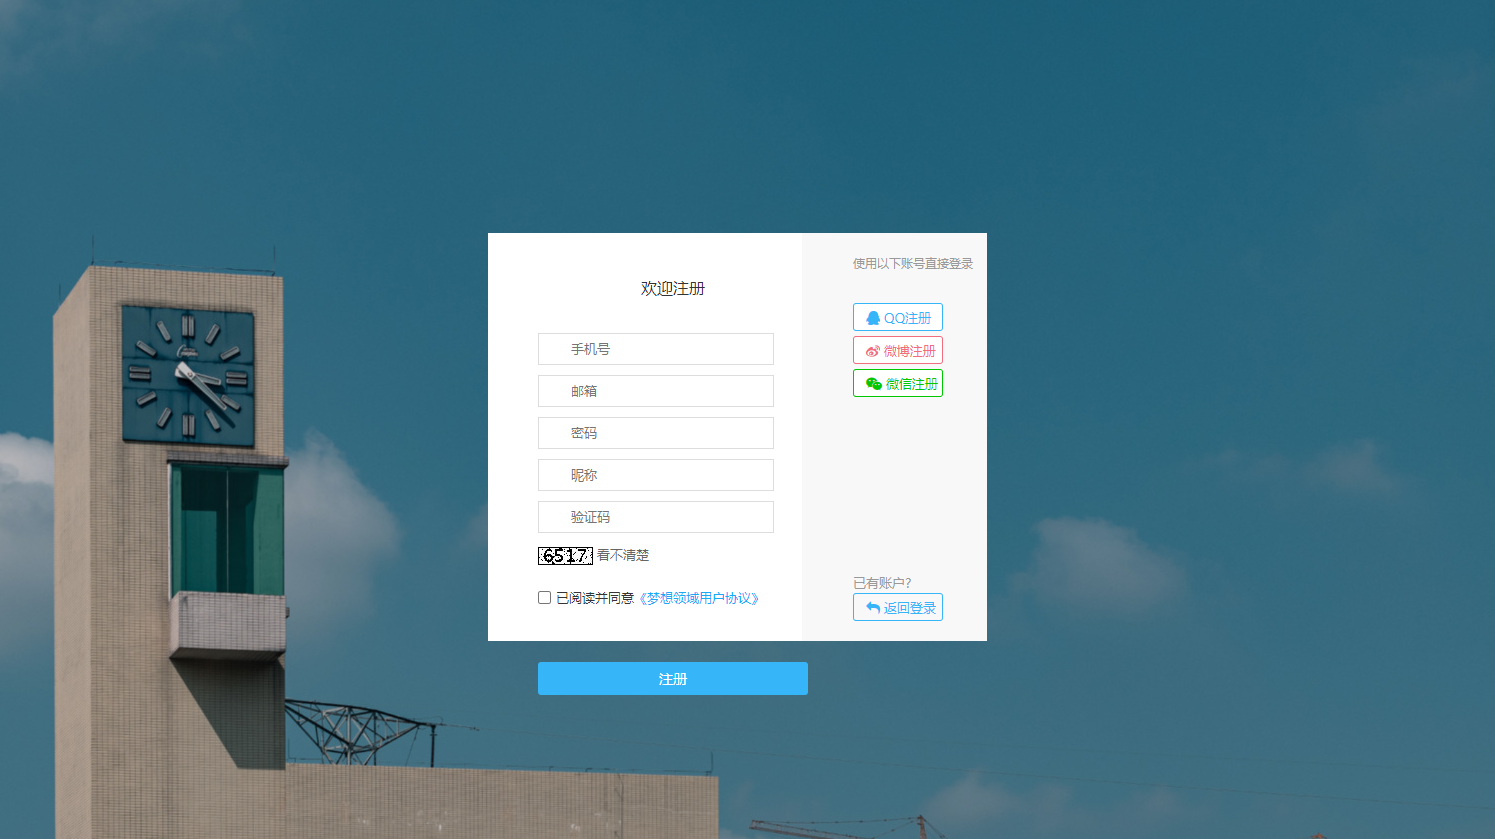 欢迎注册
手机号
邮箱
密码
昵称
验证码
6517 看不清楚
已阅读并同意《梦想领域用户协议》
注册
使用以下账号直接登录
QQ注册
微博注册
微信注册
已有账户?
返回登录